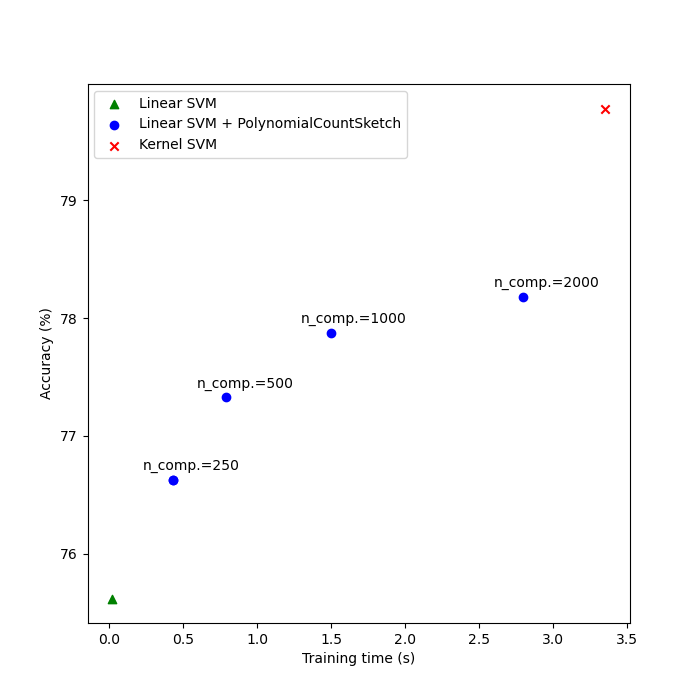 Linear SVM
Linear SVM + PolynomialCountSketch
Kernel SVM
79
78
77
76
Accuracy (%)
n_comp.=2000
n_comp.=1000
n_comp.=500
n_comp.=250
0.0 0.5 1.0 1.5 2.0 2.5 3.0 3.5
Training time (s)